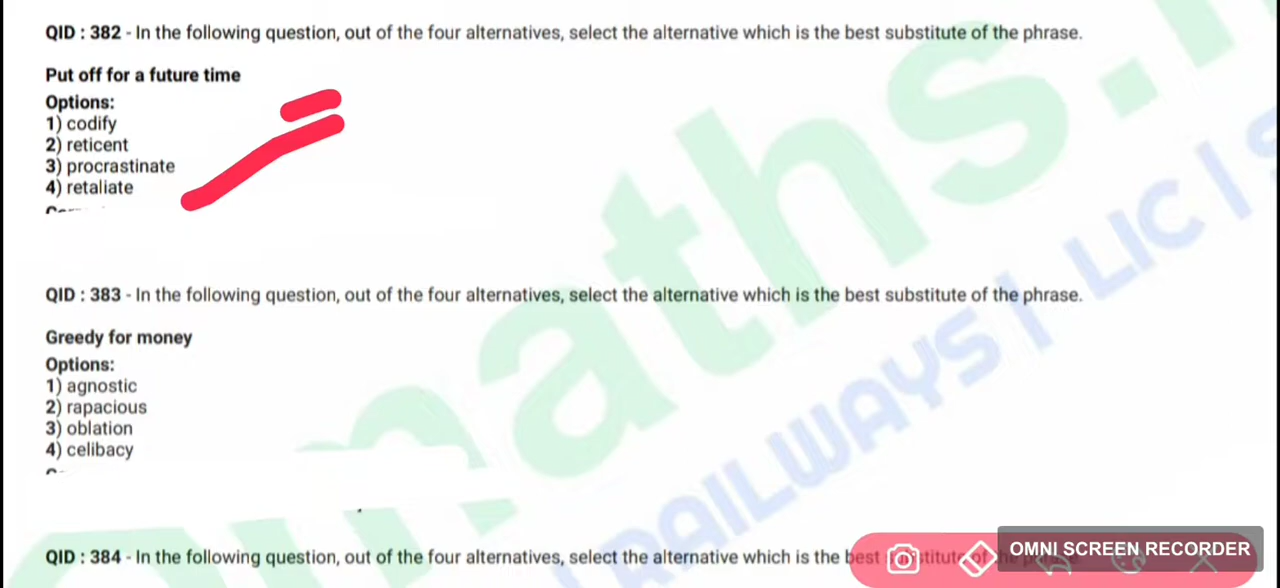 QID : 382 - In the following question, out of the four alternatives, select the alternative which is the best substitute of the phrase.
Put off for a future time
Options:
1) codify
2) reticent
3) procrastinate
4) retaliate
QID : 383 - In the following question, out of the four alternatives, select the alternative which is the best substitute of the phrase.
Greedy for money
Options:
1) agnostic
2) rapacious
3) oblation
4) celibacy
QID : 384 - In the following question, out of the four alternatives, select the alternative which is the best
OMNI SCREEN RECORDER
maths.
RAILWAYS | LIC |